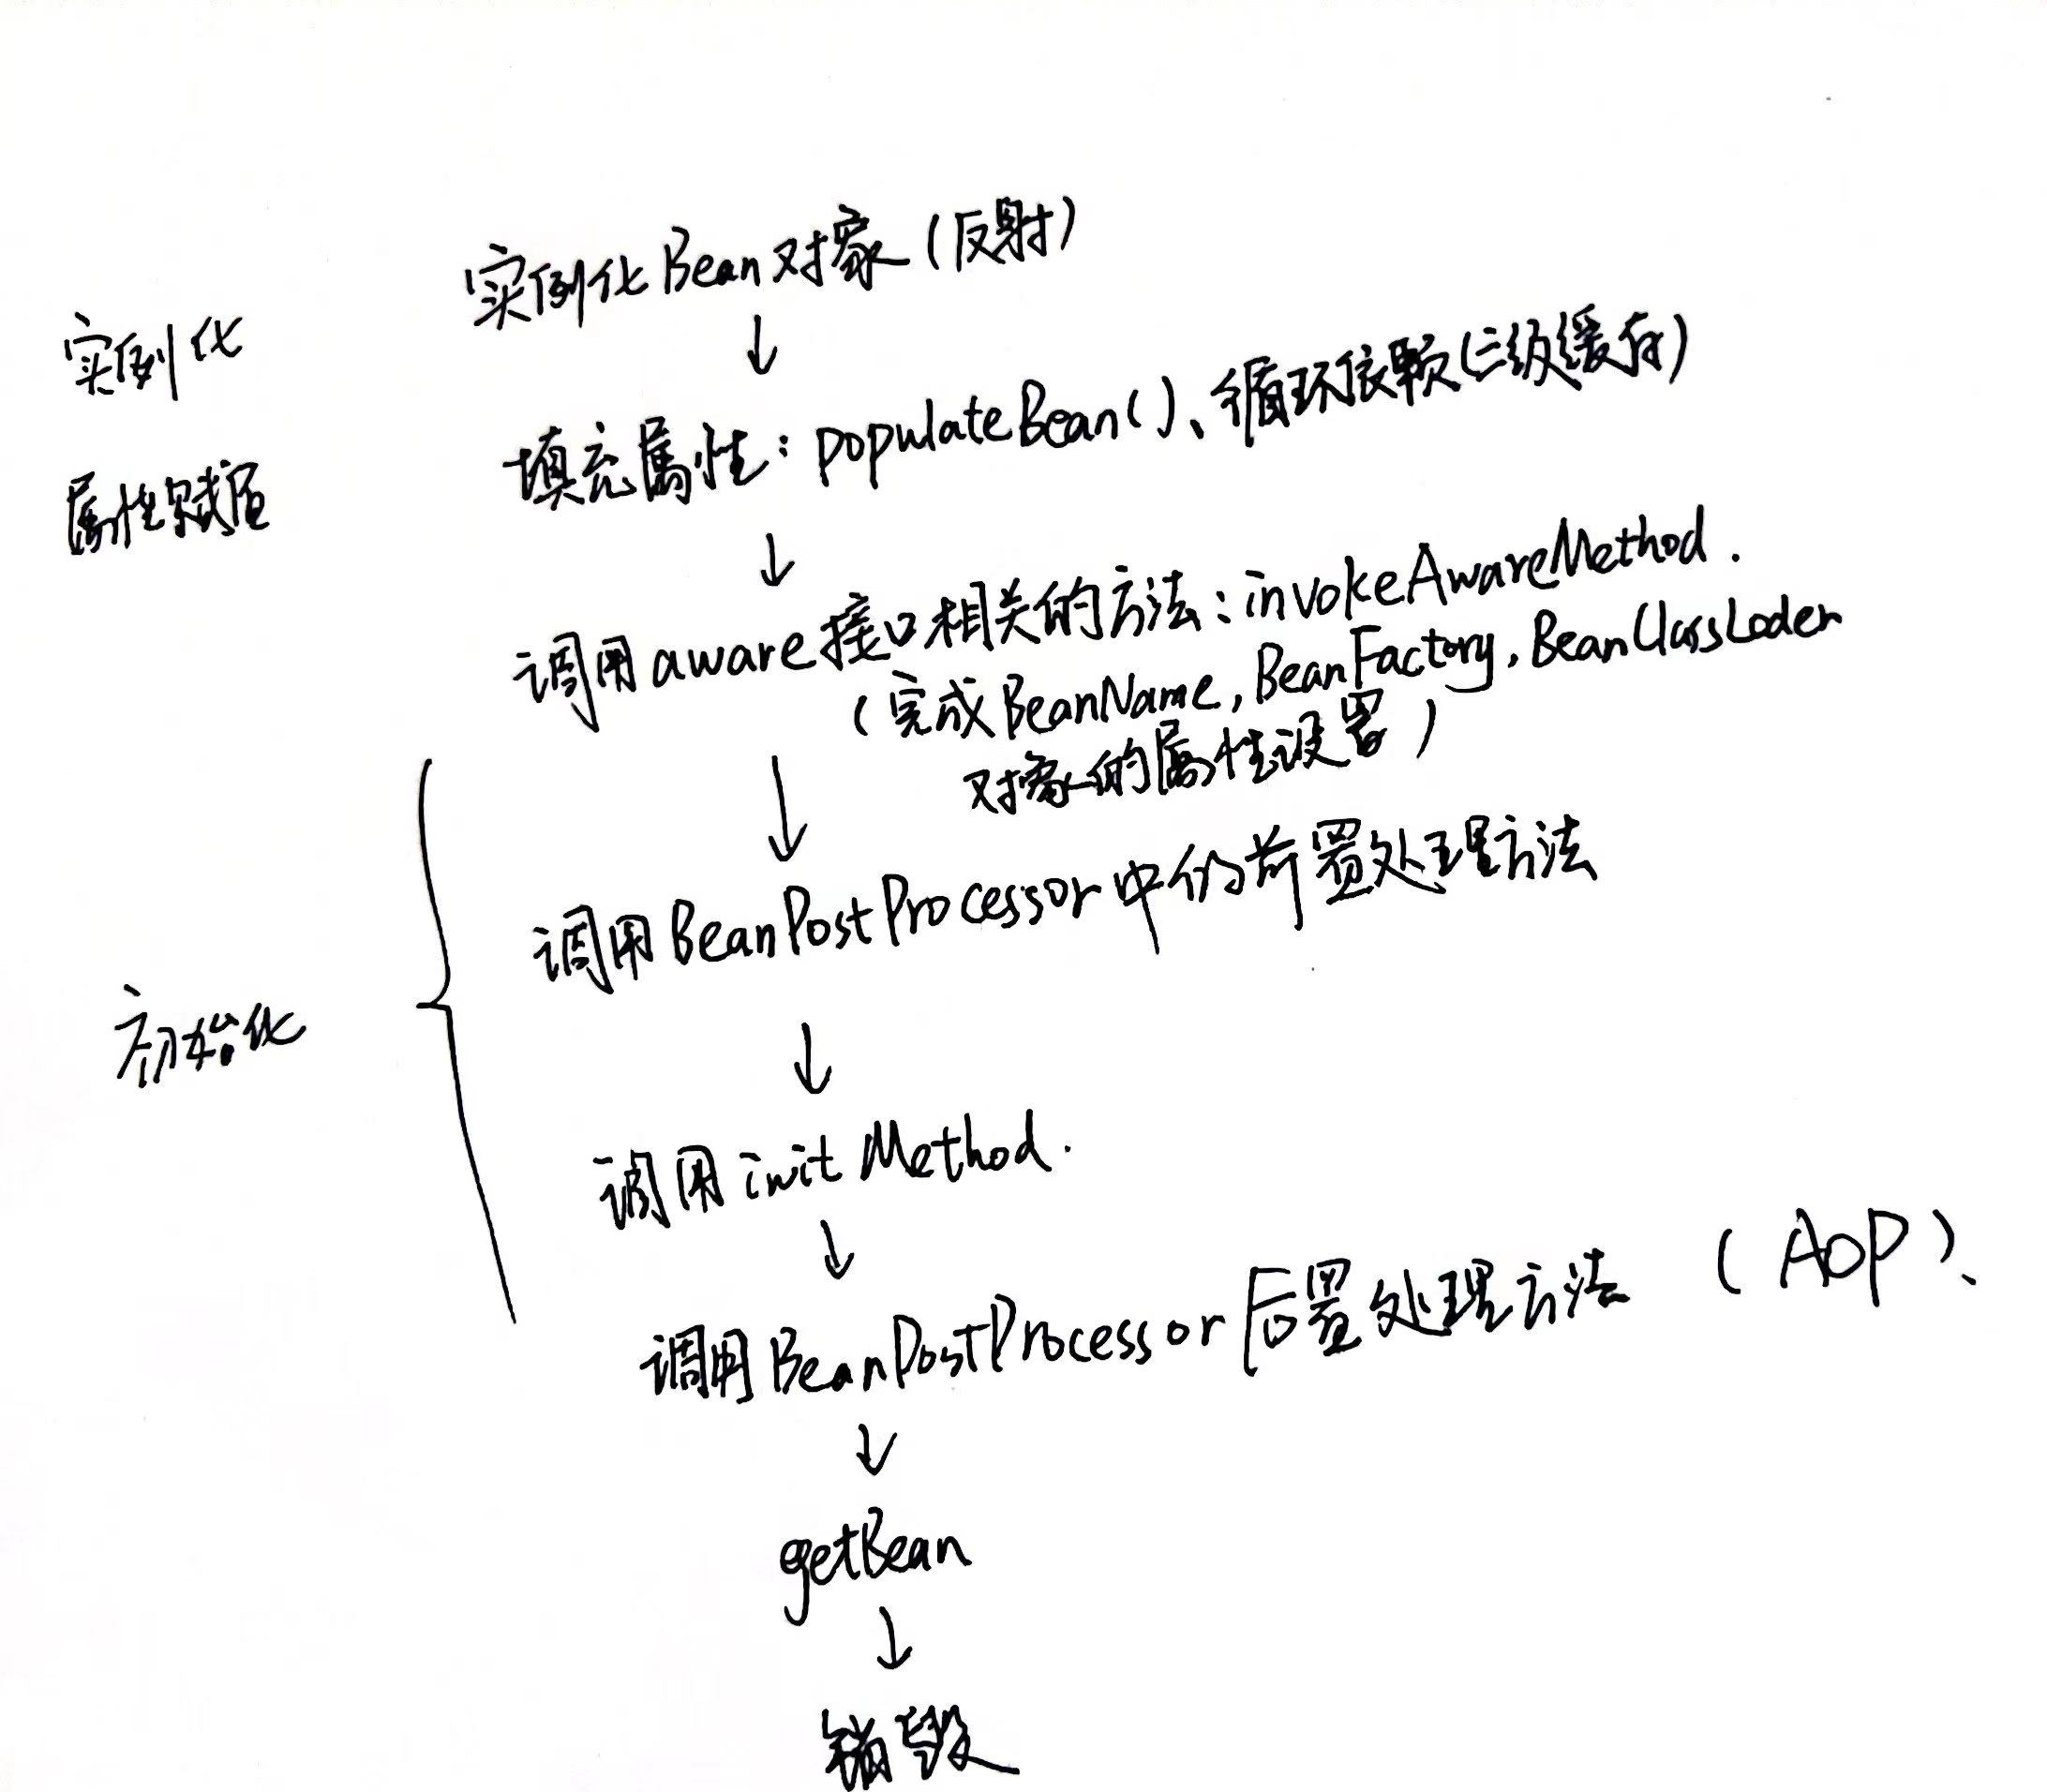 实例化Bean对象(反射)
↓
实例化
填充属性:populateBean()、循环依赖(三级缓存)
属性赋值
↓
调用aware接口相关的方法:invokeAwareMethod.
(完成BeanName,BeanFactory,BeanClassLoder
对象的属性设置)
↓
调用BeanPostProcessor中的前置处理方法
初始化
↓
调用initMethod.
↓
调用BeanPostProcessor后置处理方法 (AOP)、
↓
getBean
↓
销毁